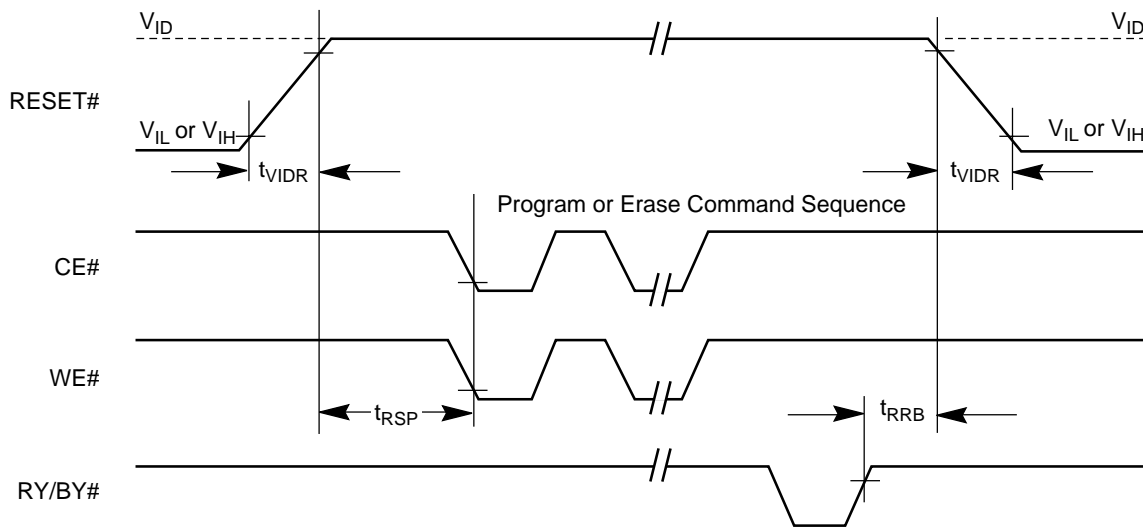 V_ID V_ID
RESET#
V_IL or V_IH V_IL or V_IH
t_VIDR t_VIDR
Program or Erase Command Sequence
CE#
WE#
t_RSP t_RRB
RY/BY#